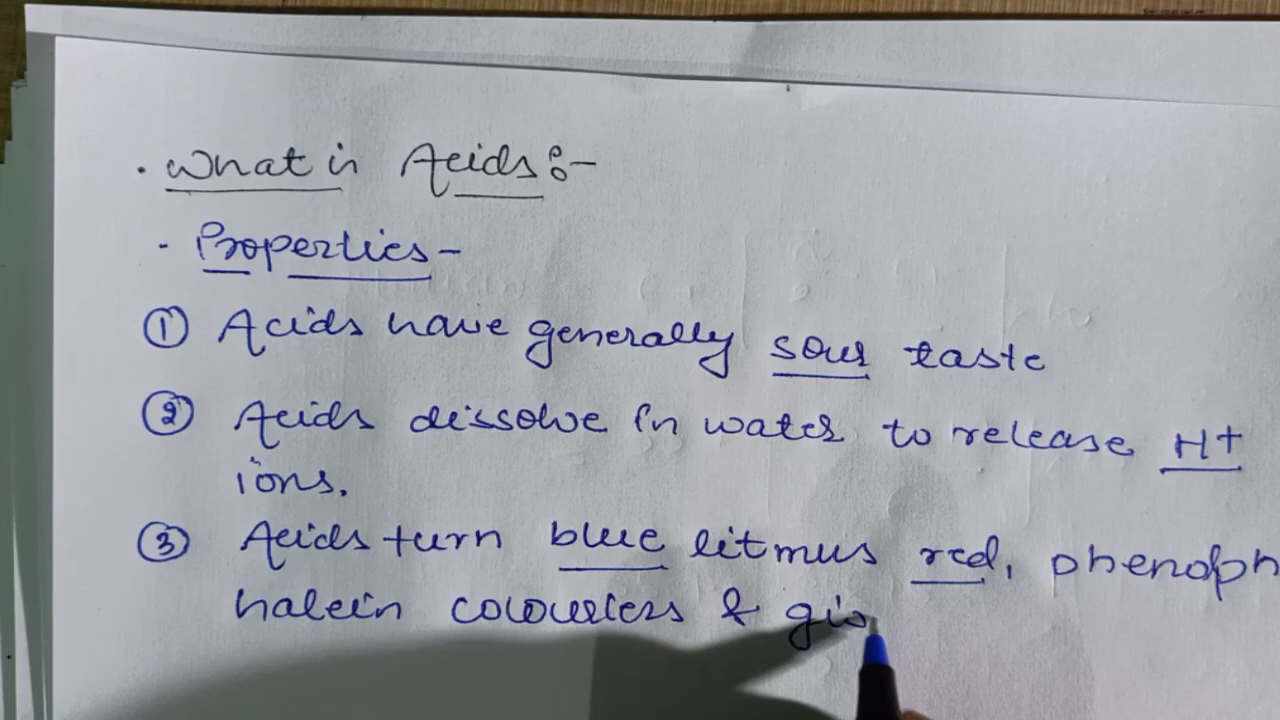 . What is Acids :-
- Properties -
① Acids have generally sour taste
② Acids dissolve in water to release H+
ions.
③ Acids turn blue litmus red, phenolph
halein colourless & giv